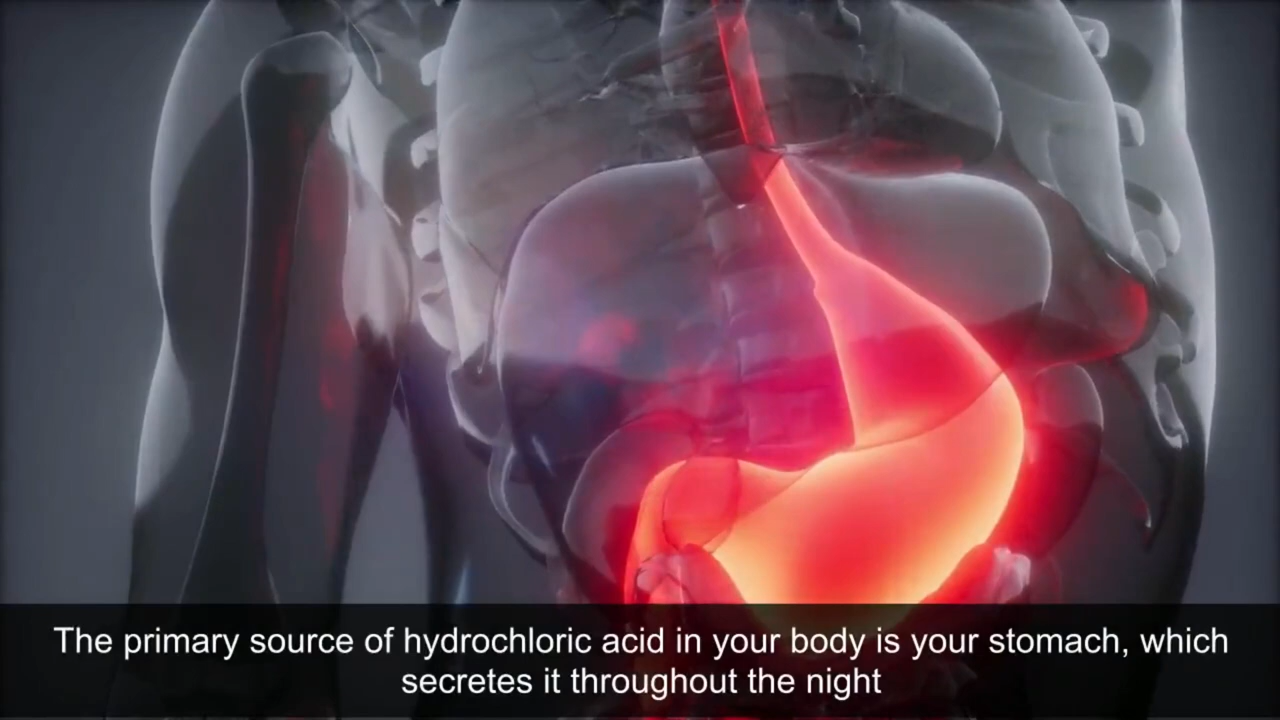 The primary source of hydrochloric acid in your body is your stomach, which
secretes it throughout the night